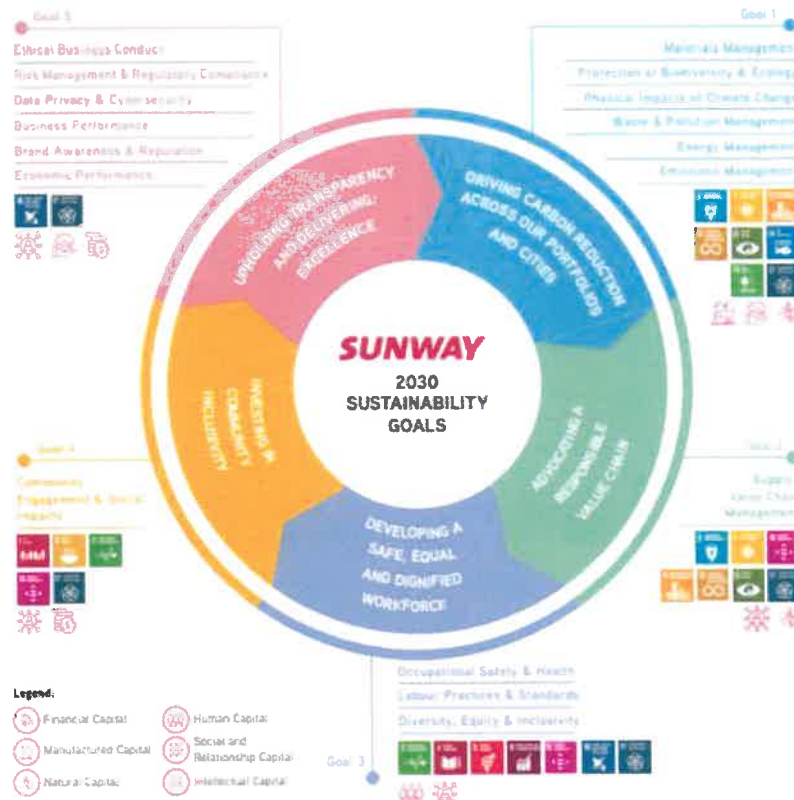 Goal 5
Ethical Business Conduct
Risk Management & Regulatory Compliance
Data Privacy & Cybersecurity
Business Performance
Brand Awareness & Reputation
Economic Performance
Goal 1
Materials Management
Protection of Biodiversity & Ecology
Physical Impacts of Climate Change
Waste & Pollution Management
Energy Management
Emissions Management
UPHOLDING TRANSPARENCY
AND DELIVERING
EXCELLENCE
DRIVING CARBON REDUCTION
ACROSS OUR PORTFOLIOS
AND CITIES
SUNWAY
2030
SUSTAINABILITY
GOALS
INVESTING IN
COMMUNITY
INCLUSIVITY
ADVOCATING A
RESPONSIBLE
VALUE CHAIN
DEVELOPING A
SAFE, EQUAL
AND DIGNIFIED
WORKFORCE
Goal 4
Community
Engagement & Social
Impacts
Goal 2
Supply
Value Chain
Management
Occupational Safety & Health
Labour Practices & Standards
Diversity, Equity & Inclusivity
Goal 3
Legend:
Financial Capital
Manufactured Capital
Natural Capital
Human Capital
Social and
Relationship Capital
Intellectual Capital